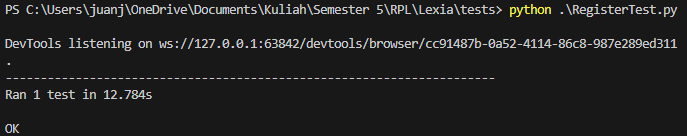 PS C:\Users\juanj\OneDrive\Documents\Kuliah\Semester 5\RPL\Lexia\tests> python .\RegisterTest.py
DevTools listening on ws://127.0.0.1:63842/devtools/browser/cc91487b-0a52-4114-86c8-987e289ed311
.
----------------------------------------------------------------------
Ran 1 test in 12.784s
OK